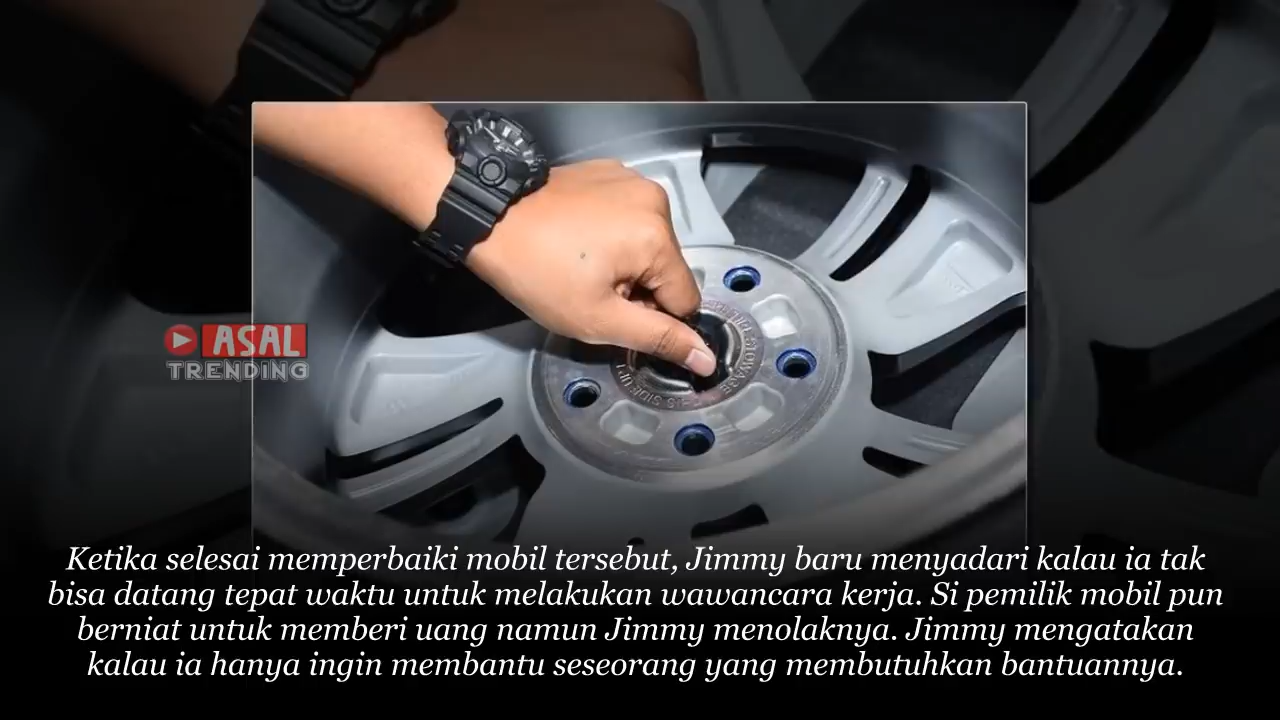 ASAL
TRENDING
Ketika selesai memperbaiki mobil tersebut, Jimmy baru menyadari kalau ia tak
bisa datang tepat waktu untuk melakukan wawancara kerja. Si pemilik mobil pun
berniat untuk memberi uang namun Jimmy menolaknya. Jimmy mengatakan
kalau ia hanya ingin membantu seseorang yang membutuhkan bantuannya.